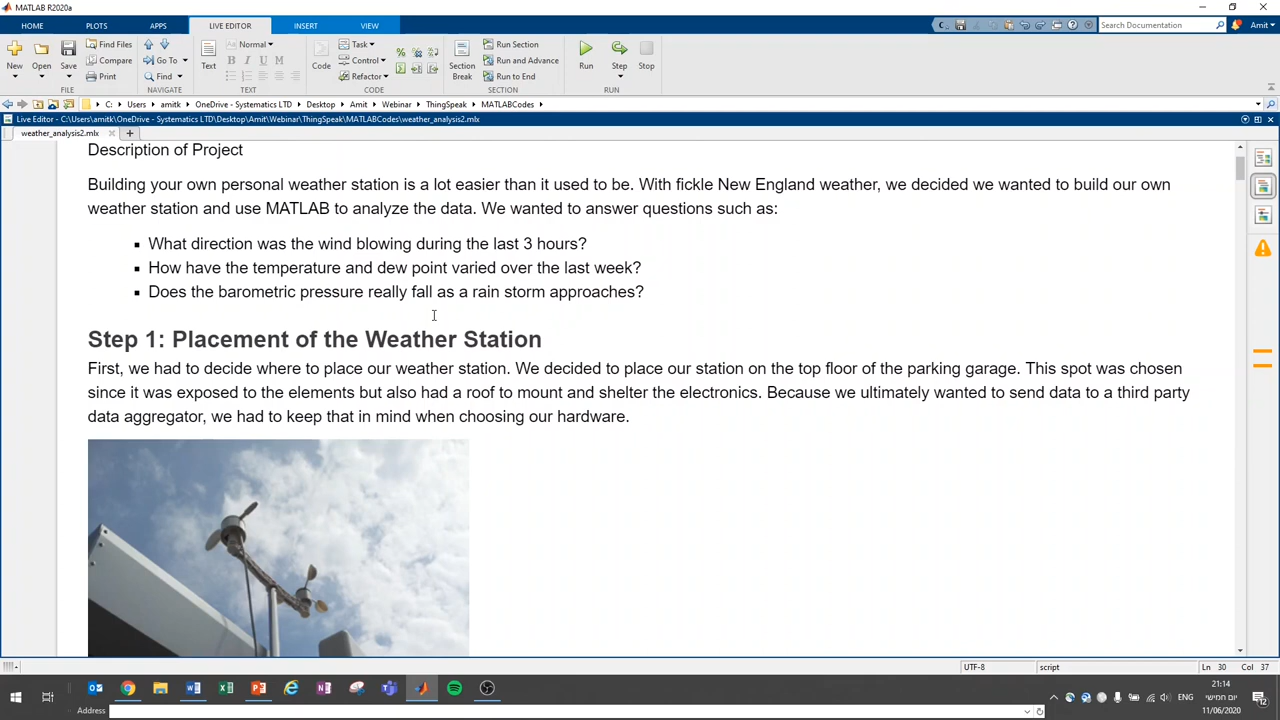 MATLAB R2020a
HOME PLOTS APPS LIVE EDITOR INSERT VIEW Search Documentation Amit
New Open Save Find Files Compare Print Go To Find Text Normal B I U M Code Task Control Refactor Section Break Run Section Run and Advance Run to End Run Step Stop
FILE NAVIGATE TEXT CODE SECTION RUN
C: Users amitk OneDrive - Systematics LTD Desktop Amit Webinar ThingSpeak MATLABCodes
Live Editor - C:\Users\amitk\OneDrive - Systematics LTD\Desktop\Amit\Webinar\ThingSpeak\MATLABCodes\weather_analysis2.mlx
weather_analysis2.mlx
Description of Project
Building your own personal weather station is a lot easier than it used to be. With fickle New England weather, we decided we wanted to build our own
weather station and use MATLAB to analyze the data. We wanted to answer questions such as:
What direction was the wind blowing during the last 3 hours?
How have the temperature and dew point varied over the last week?
Does the barometric pressure really fall as a rain storm approaches?
Step 1: Placement of the Weather Station
First, we had to decide where to place our weather station. We decided to place our station on the top floor of the parking garage. This spot was chosen
since it was exposed to the elements but also had a roof to mount and shelter the electronics. Because we ultimately wanted to send data to a third party
data aggregator, we had to keep that in mind when choosing our hardware.
UTF-8 script Ln 30 Col 37
21:14
ENG יום חמישי
Address 11/06/2020